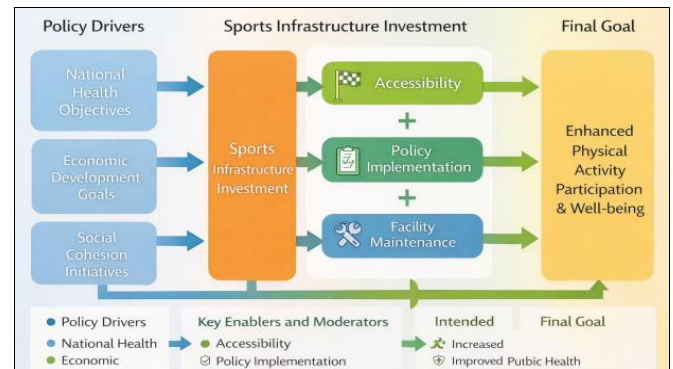 Policy Drivers
Sports Infrastructure Investment
Final Goal
National
Health
Objectives
Economic
Development
Goals
Social
Cohesion
Initiatives
Sports
Infrastructure
Investment
Accessibility
+
Policy
Implementation
+
Facility
Maintenance
Enhanced
Physical
Activity
Participation
& Well-being
Policy Drivers
National Health
Economic
Key Enablers and Moderators
Accessibility
Policy Implementation
Intended
Final Goal
Increased
Improved Putbic Health